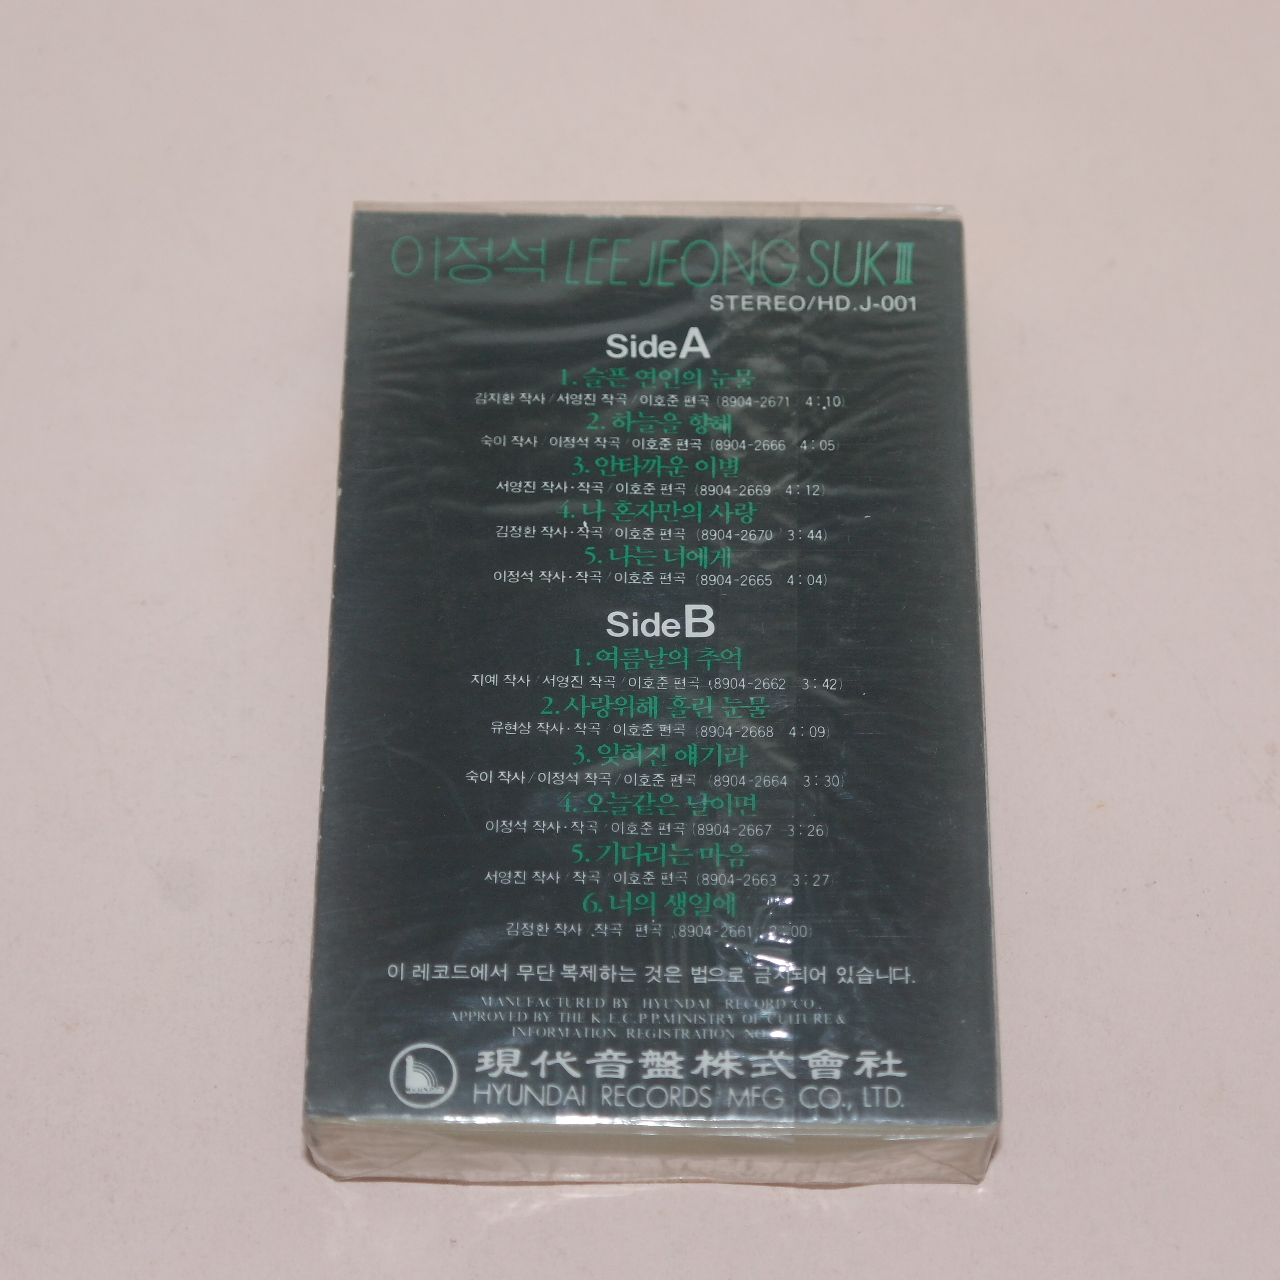 이정석 LEE JEONG SUK Ⅲ
STEREO/HD.J-001
Side A
1. 슬픈 연인의 눈물
김지환 작사/서영진 작곡/이호준 편곡 (8904-2671 4:10)
2. 하늘을 향해
숙이 작사/이정석 작곡/이호준 편곡 (8904-2666 4:05)
3. 안타까운 이별
서영진 작사·작곡/이호준 편곡 (8904-2669 4:12)
4. 나 혼자만의 사랑
김정환 작사·작곡/이호준 편곡 (8904-2670 3:44)
5. 나는 너에게
이정석 작사·작곡/이호준 편곡 (8904-2665 4:04)
Side B
1. 여름날의 추억
지예 작사/서영진 작곡/이호준 편곡 (8904-2662 3:42)
2. 사랑위해 흘린 눈물
유현상 작사·작곡/이호준 편곡 (8904-2668 4:09)
3. 잊혀진 얘기라
숙이 작사/이정석 작곡/이호준 편곡 (8904-2664 3:30)
4. 오늘같은 날이면
이정석 작사·작곡/이호준 편곡 (8904-2667 3:26)
5. 기다리는 마음
서영진 작사/작곡/이호준 편곡 (8904-2663 3:27)
6. 너의 생일에
김정환 작사 작곡 편곡 (8904-2661
이 레코드에서 무단 복제하는 것은 법으로 금지되어 있습니다.
MANUFACTURED BY HYUNDAI RECORD CO.,
APPROVED BY THE K.E.C.P.P.MINISTRY OF CULTURE &
INFORMATION REGISTRATION NO
現代音盤株式會社
HYUNDAI RECORDS MFG CO., LTD.